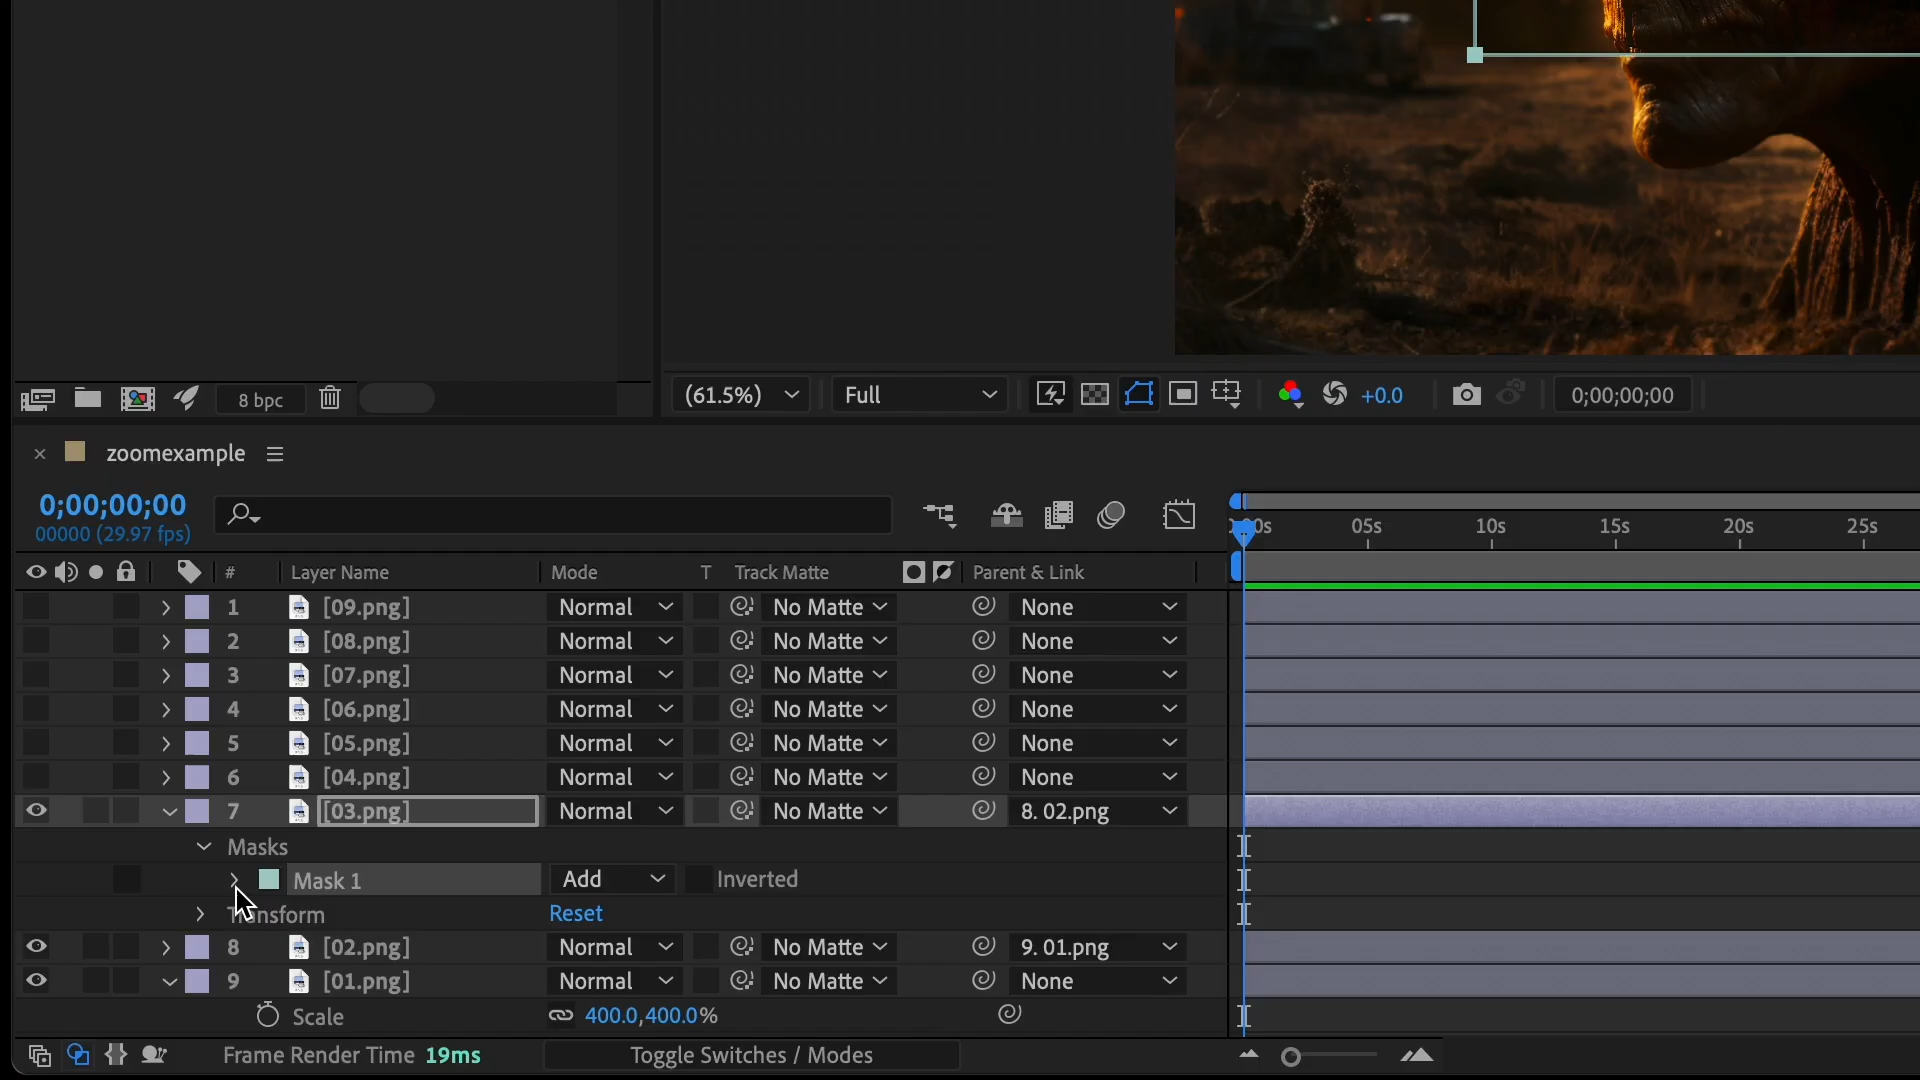 8 bpc
(61.5%)
Full
+0.0
0;00;00;00
zoomexample
0;00;00;00
00000 (29.97 fps)
05s 10s 15s 20s 25s
# Layer Name Mode T Track Matte Parent & Link
1 [09.png] Normal No Matte None
2 [08.png] Normal No Matte None
3 [07.png] Normal No Matte None
4 [06.png] Normal No Matte None
5 [05.png] Normal No Matte None
6 [04.png] Normal No Matte None
7 [03.png] Normal No Matte 8. 02.png
Masks
Mask 1 Add Inverted
Transform Reset
8 [02.png] Normal No Matte 9. 01.png
9 [01.png] Normal No Matte None
Scale 400.0,400.0%
Frame Render Time 19ms Toggle Switches / Modes